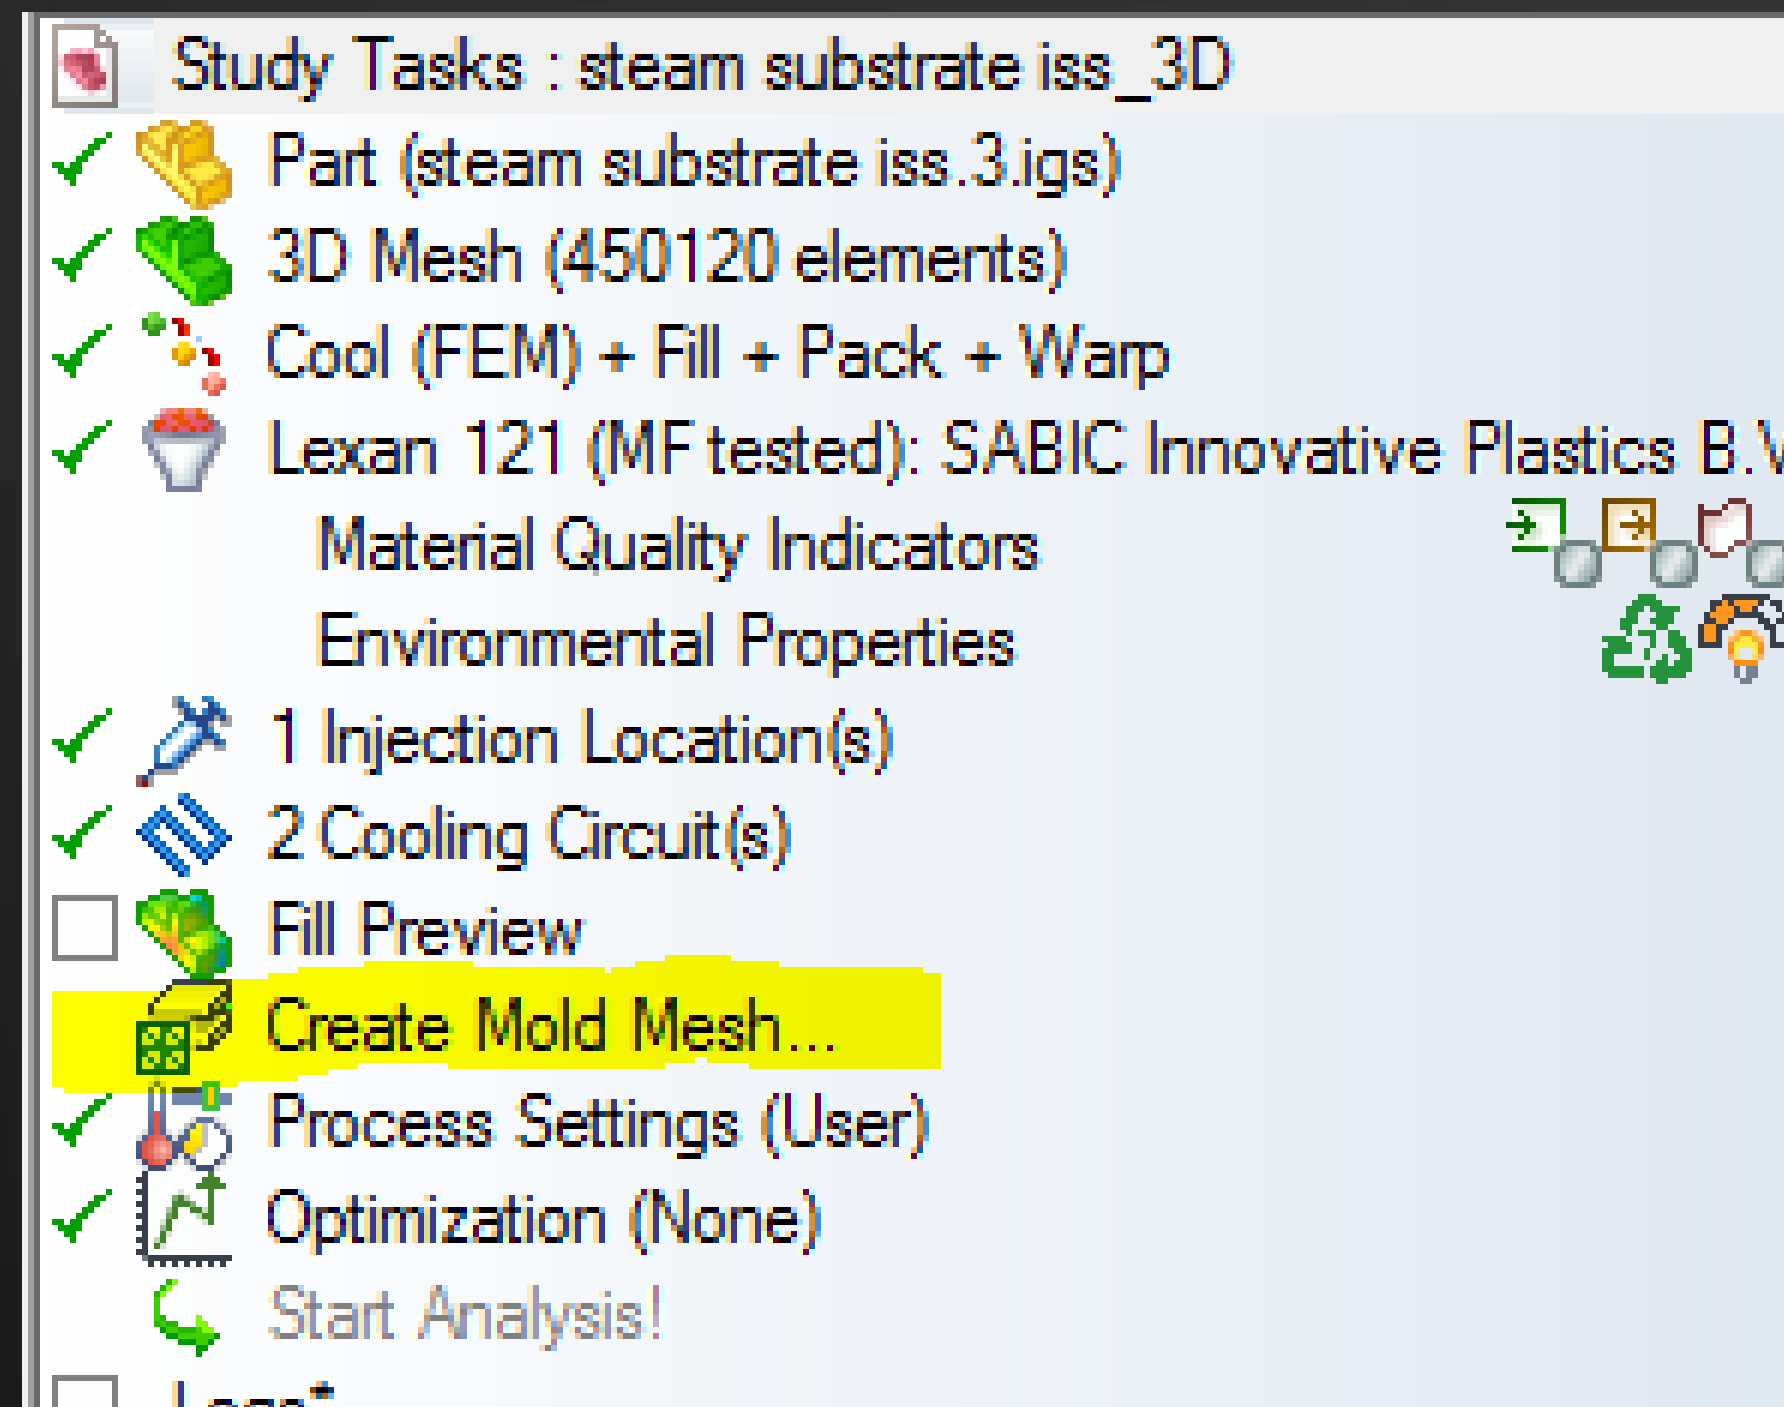 Study Tasks : steam substrate iss_3D
Part (steam substrate iss.3.igs)
3D Mesh (450120 elements)
Cool (FEM) + Fill + Pack + Warp
Lexan 121 (MF tested): SABIC Innovative Plastics B.V
Material Quality Indicators
Environmental Properties
7
1 Injection Location(s)
2 Cooling Circuit(s)
Fill Preview
Create Mold Mesh...
Process Settings (User)
Optimization (None)
Start Analysis!
Logs*